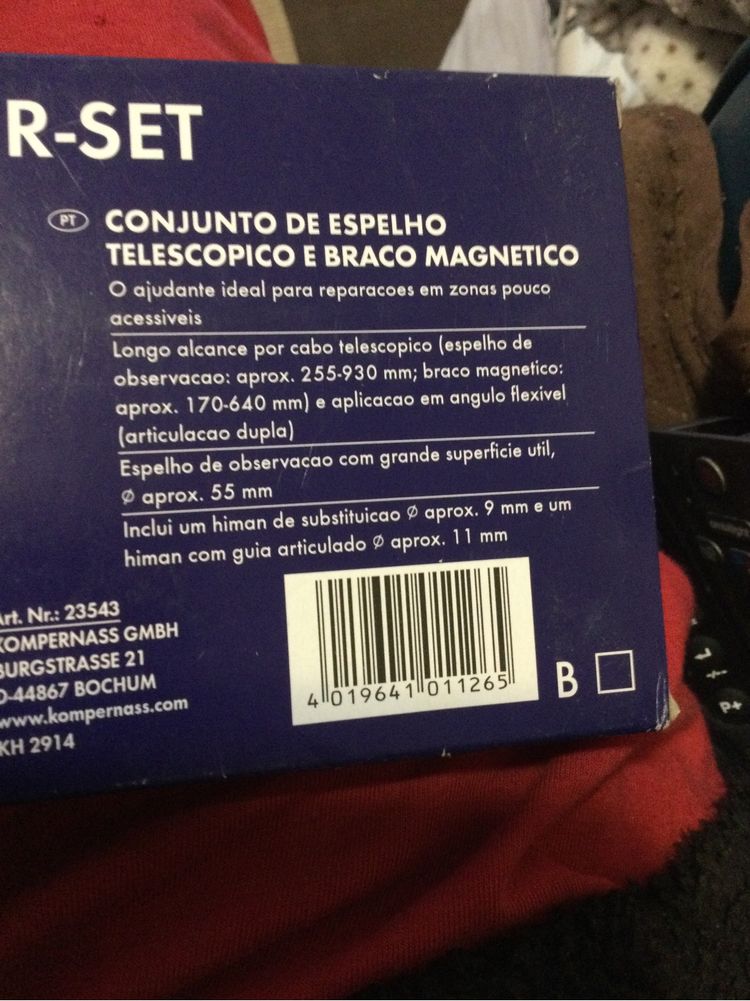 R-SET
PT CONJUNTO DE ESPELHO
TELESCOPICO E BRACO MAGNETICO
O ajudante ideal para reparacoes em zonas pouco
acessiveis
Longo alcance por cabo telescopico (espelho de
observacao: aprox. 255-930 mm; braco magnetico:
aprox. 170-640 mm) e aplicacao em angulo flexivel
(articulacao dupla)
Espelho de observacao com grande superficie util,
Ø aprox. 55 mm
Inclui um himan de substituicao Ø aprox. 9 mm e um
himan com guia articulado Ø aprox. 11 mm
Art. Nr.: 23543
KOMPERNASS GMBH
BURGSTRASSE 21
D-44867 BOCHUM
www.kompernass.com
KH 2914
4 019641 011265
B
P+